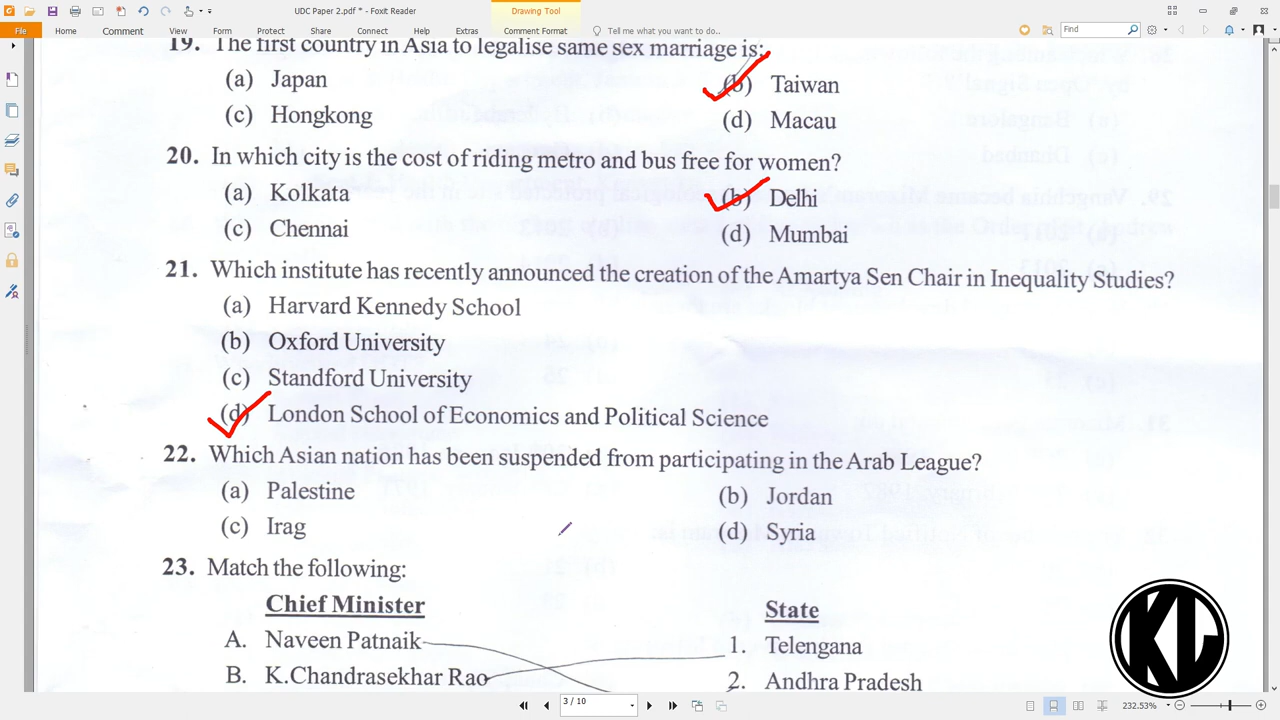 UDC Paper 2.pdf * - Foxit Reader
Drawing Tool
File Home Comment View Form Protect Share Connect Help Extras Comment Format Tell me what you want to do... Find
19. The first country in Asia to legalise same sex marriage is:
(a) Japan (b) Taiwan
(c) Hongkong (d) Macau
20. In which city is the cost of riding metro and bus free for women?
(a) Kolkata (b) Delhi
(c) Chennai (d) Mumbai
21. Which institute has recently announced the creation of the Amartya Sen Chair in Inequality Studies?
(a) Harvard Kennedy School
(b) Oxford University
(c) Standford University
(d) London School of Economics and Political Science
22. Which Asian nation has been suspended from participating in the Arab League?
(a) Palestine (b) Jordan
(c) Irag (d) Syria
23. Match the following:
Chief Minister State
A. Naveen Patnaik 1. Telengana
B. K.Chandrasekhar Rao 2. Andhra Pradesh
KL
3 / 10
232.53%